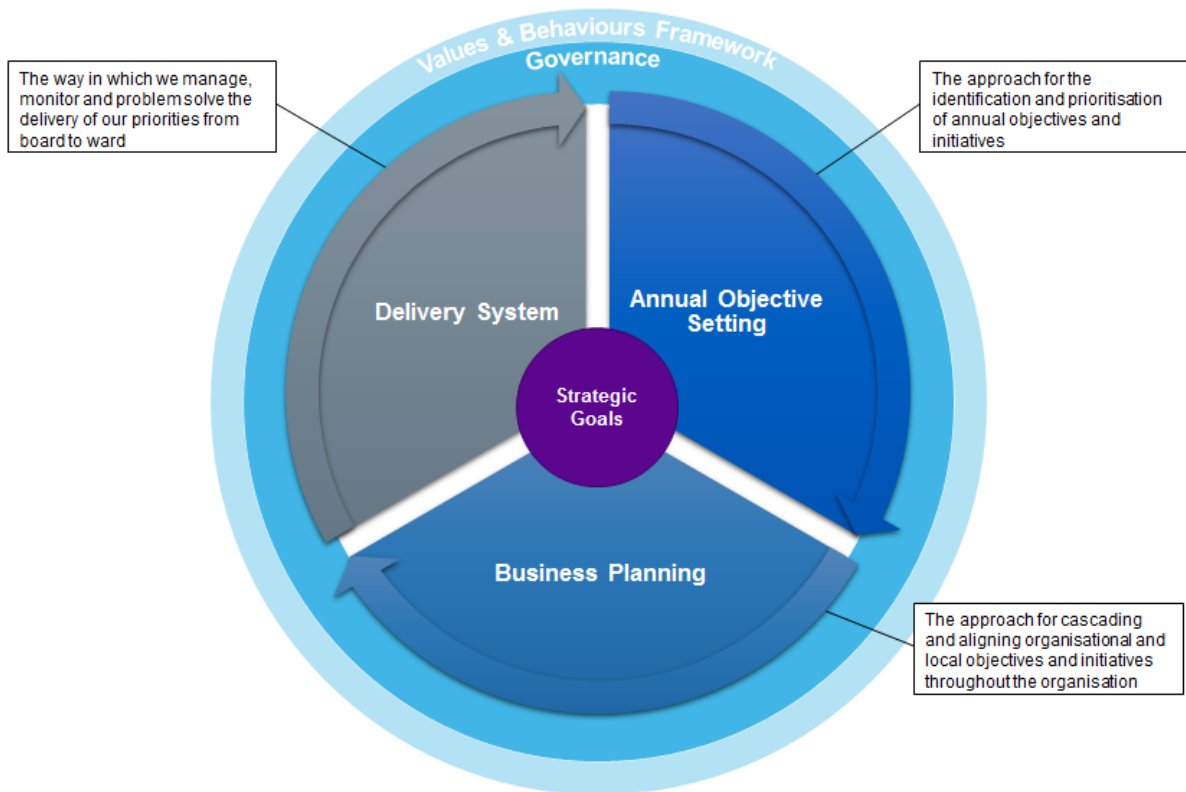 Values & Behaviours Framework
Governance
The way in which we manage,
monitor and problem solve the
delivery of our priorities from
board to ward
The approach for the
identification and prioritisation
of annual objectives and
initiatives
Delivery System
Annual Objective
Setting
Strategic
Goals
Business Planning
The approach for cascading
and aligning organisational and
local objectives and initiatives
throughout the organisation